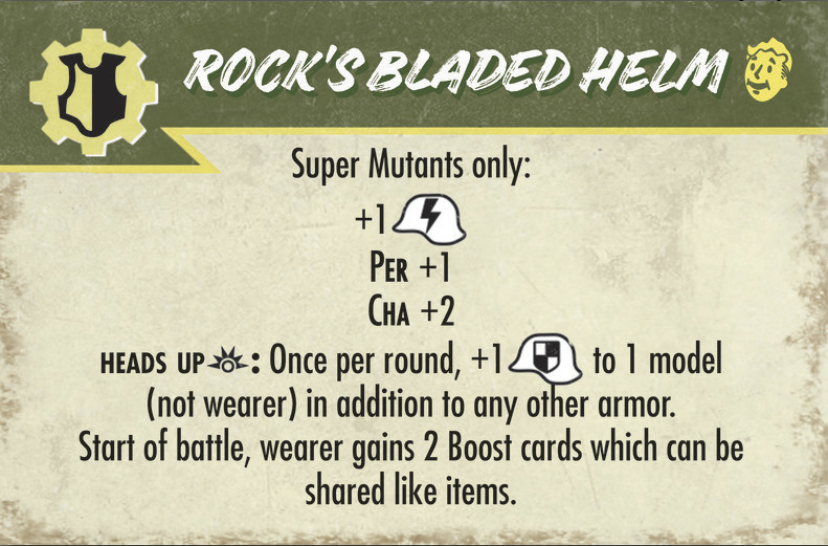 ROCK'S BLADED HELM
Super Mutants only:
+1
PER +1
CHA +2
HEADS UP: Once per round, +1 to 1 model
(not wearer) in addition to any other armor.
Start of battle, wearer gains 2 Boost cards which can be
shared like items.